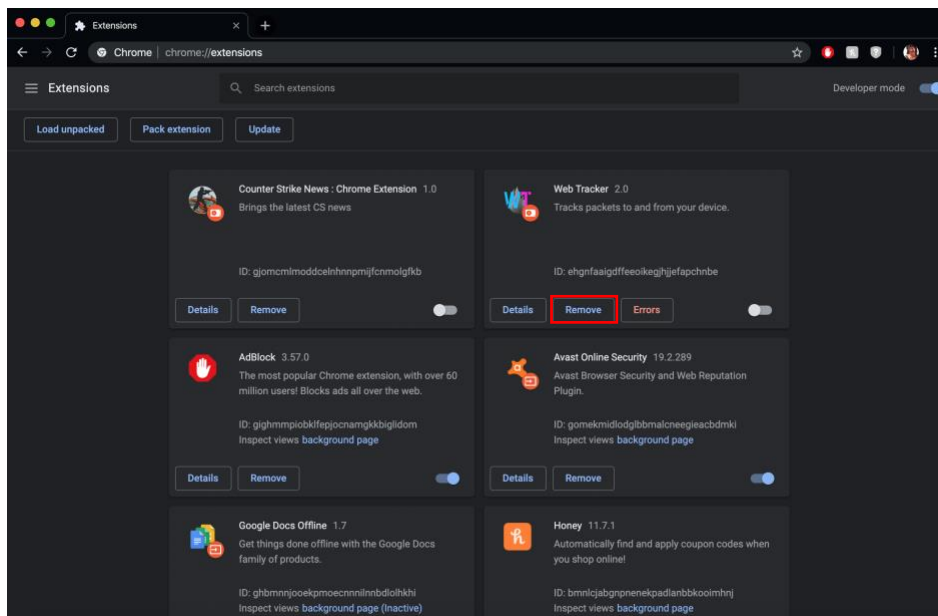 Extensions
Chrome chrome://extensions
Extensions
Search extensions
Developer mode
Load unpacked
Pack extension
Update
Counter Strike News : Chrome Extension 1.0
Brings the latest CS news
ID: gjomcmlmoddcelnhnnpmijfcnmolgfkb
Details
Remove
Web Tracker 2.0
Tracks packets to and from your device.
ID: ehgnfaaigdffeeoikegjhjjefapchnbe
Details
Remove
Errors
AdBlock 3.57.0
The most popular Chrome extension, with over 60
million users! Blocks ads all over the web.
ID: gighmmpiobklfepjocnamgkkbiglidom
Inspect views background page
Details
Remove
Avast Online Security 19.2.289
Avast Browser Security and Web Reputation
Plugin.
ID: gomekmidlodglbbmalcneegieacbdmki
Inspect views background page
Details
Remove
Google Docs Offline 1.7
Get things done offline with the Google Docs
family of products.
ID: ghbmnnjooekpmoecnnnilnnbdlolhkhi
Inspect views background page (Inactive)
Honey 11.7.1
Automatically find and apply coupon codes when
you shop online!
ID: bmnlcjabgnpnenekpadlanbbkooimhnj
Inspect views background page